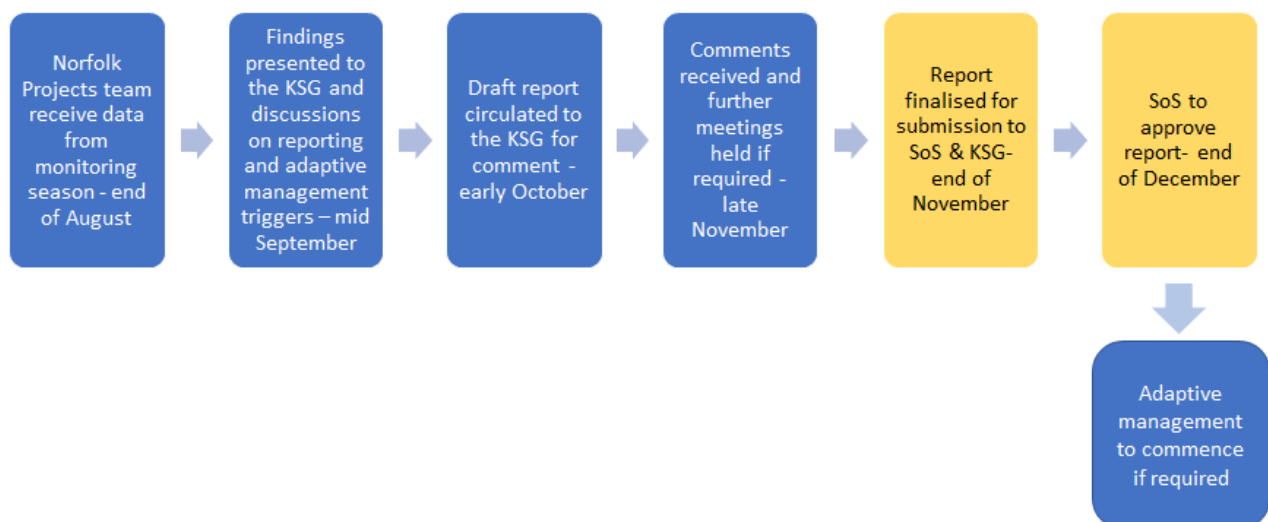 Norfolk
Projects team
receive data
from
monitoring
season - end
of August
Findings
presented to
the KSG and
discussions
on reporting
and adaptive
management
triggers – mid
September
Draft report
circulated to
the KSG for
comment -
early October
Comments
received and
further
meetings
held if
required -
late
November
Report
finalised for
submission to
SoS & KSG-
end of
November
SoS to
approve
report- end
of December
Adaptive
management
to commence
if required